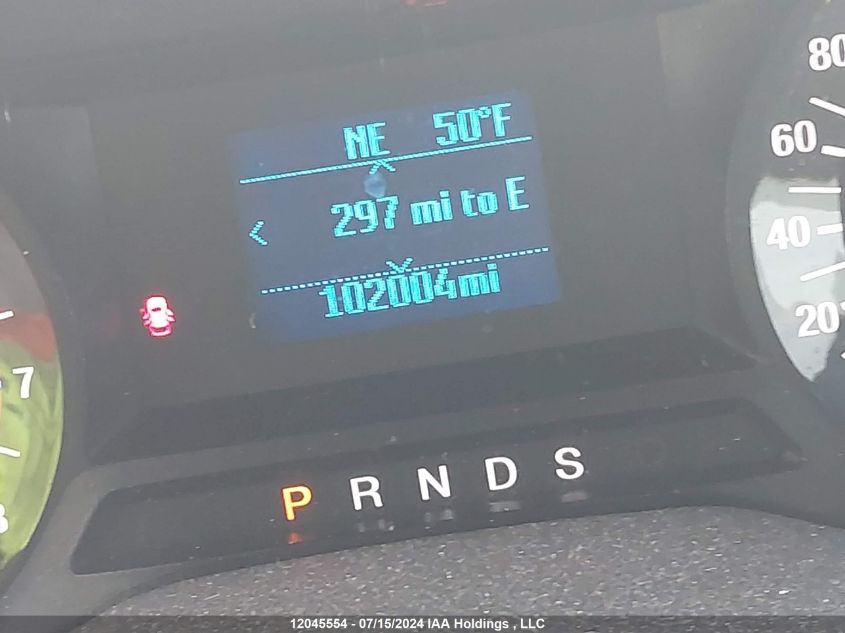 NE 50°F
297 mi to E
102004mi
80
60
40
20
7
P R N D S
12045554 - 07/15/2024 IAA Holdings , LLC